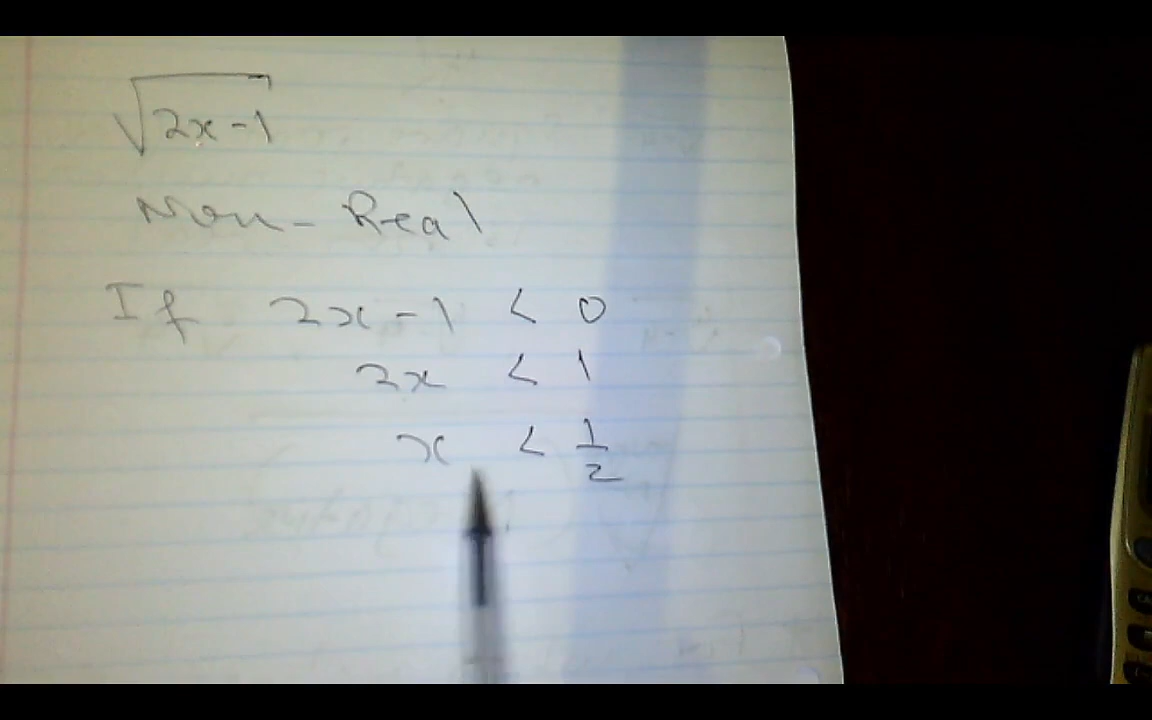 √2x-1
Non-Real
If 2x-1 < 0
2x < 1
x < 1/2